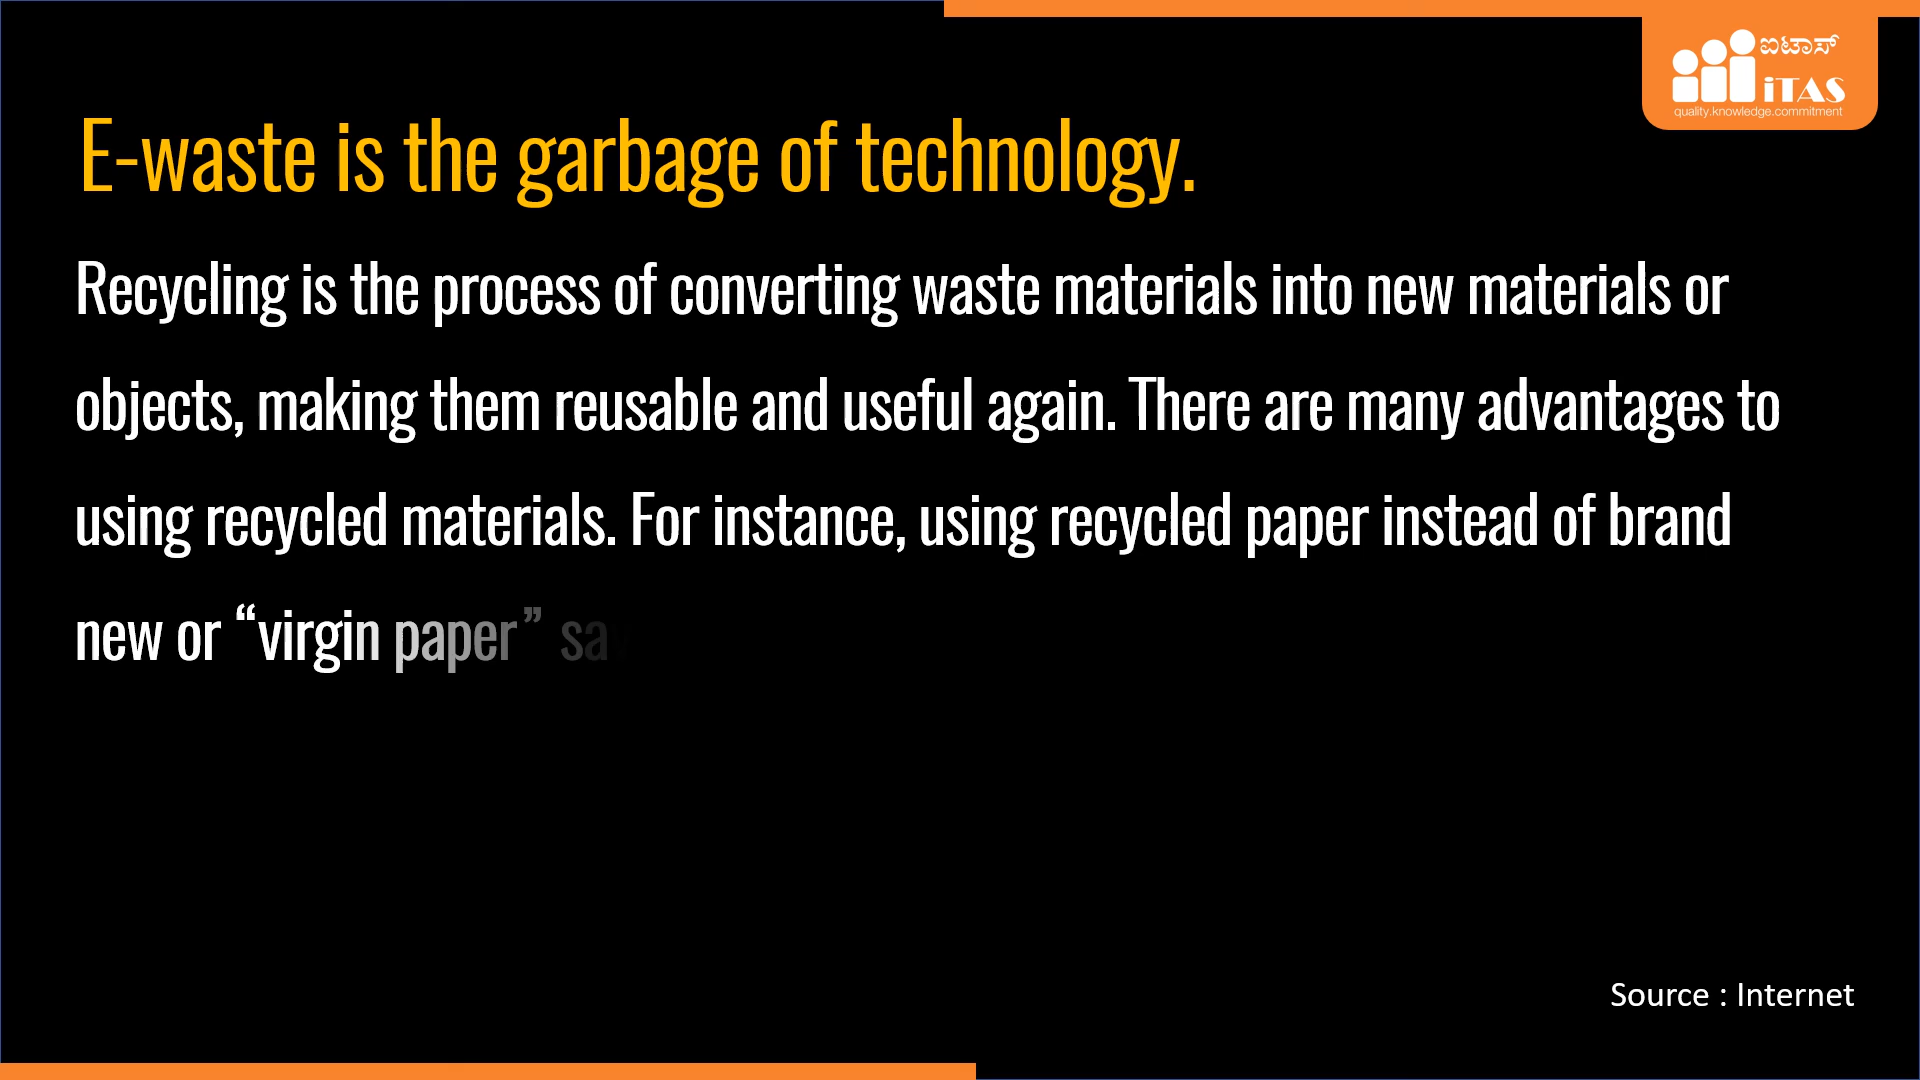 ಐಟಾಸ್
iTAS
quality.knowledge.commitment
E-waste is the garbage of technology.
Recycling is the process of converting waste materials into new materials or
objects, making them reusable and useful again. There are many advantages to
using recycled materials. For instance, using recycled paper instead of brand
new or “virgin paper”
Source : Internet